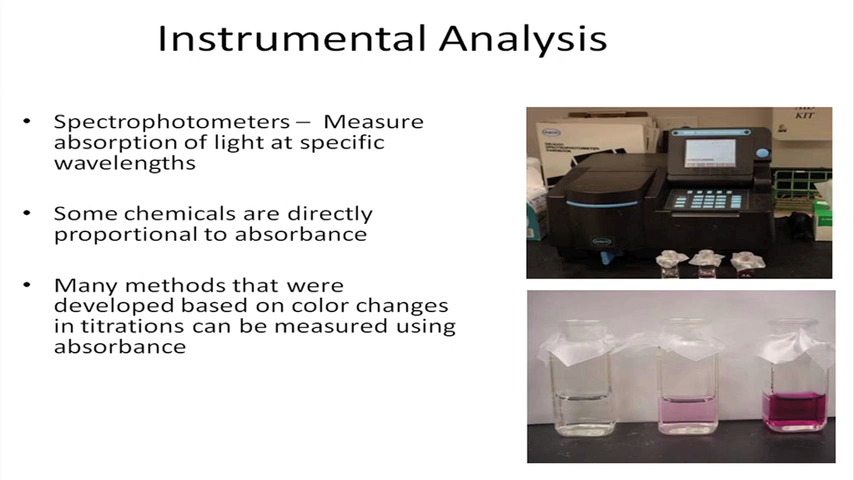 Instrumental Analysis
• Spectrophotometers – Measure
absorption of light at specific
wavelengths
• Some chemicals are directly
proportional to absorbance
• Many methods that were
developed based on color changes
in titrations can be measured using
absorbance
KIT